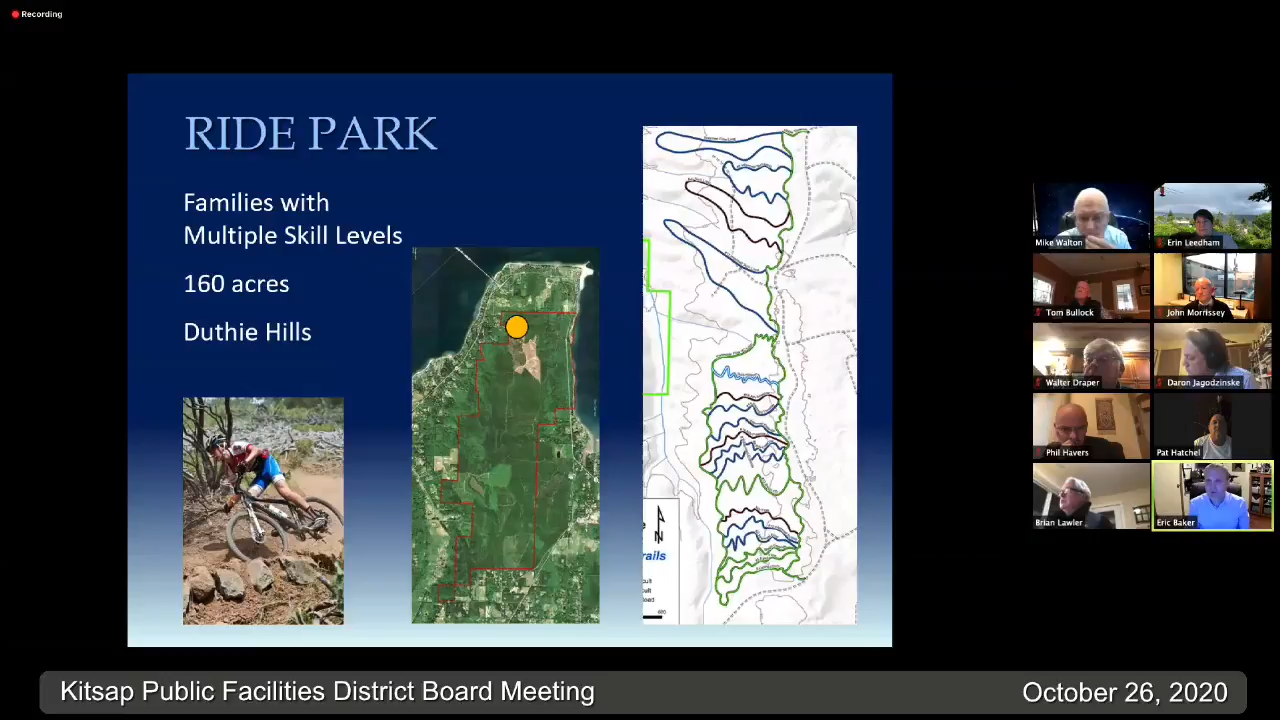 Recording
RIDE PARK
Families with
Multiple Skill Levels
160 acres
Duthie Hills
rails
Mike Walton
Erin Leedham
Tom Bullock
John Morrissey
Walter Draper
Daron Jagodzinske
Phil Havers
Pat Hatchel
Brian Lawler
Eric Baker
Kitsap Public Facilities District Board Meeting
October 26, 2020